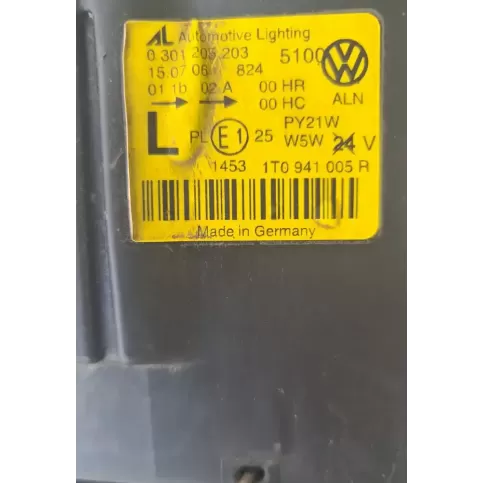 AL Automotive Lighting
0 301 203 203 5100
15 07 06 824
01 1b 02 A 00 HR
00 HC ALN
L PL E1 25 PY21W
W5W 24 V
1453 1T0 941 005 R
Made in Germany